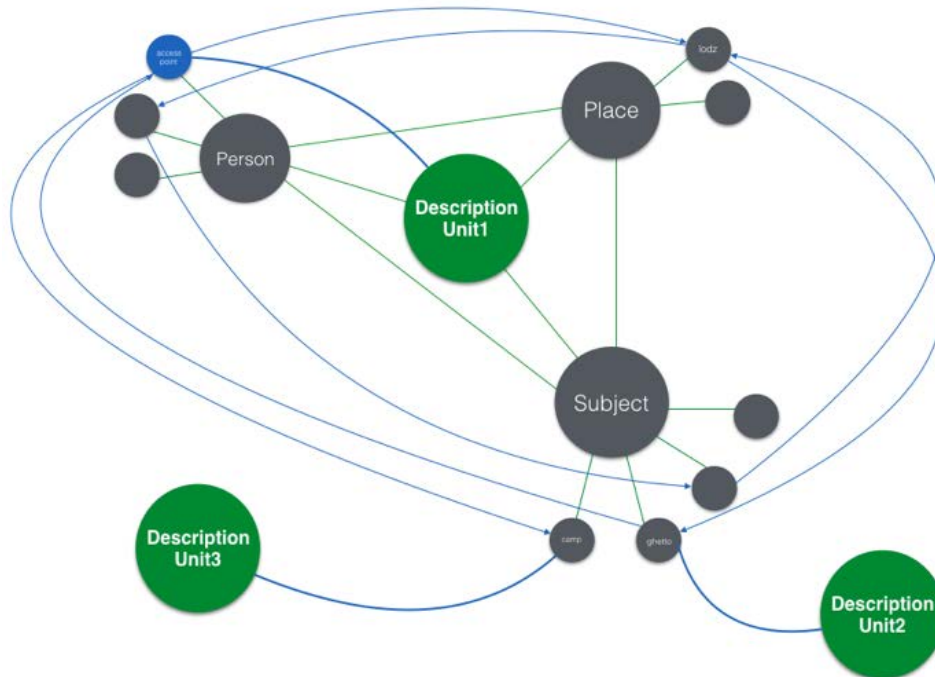 access
point
lodz
Place
Person
Description
Unit1
Subject
camp
ghetto
Description
Unit3
Description
Unit2